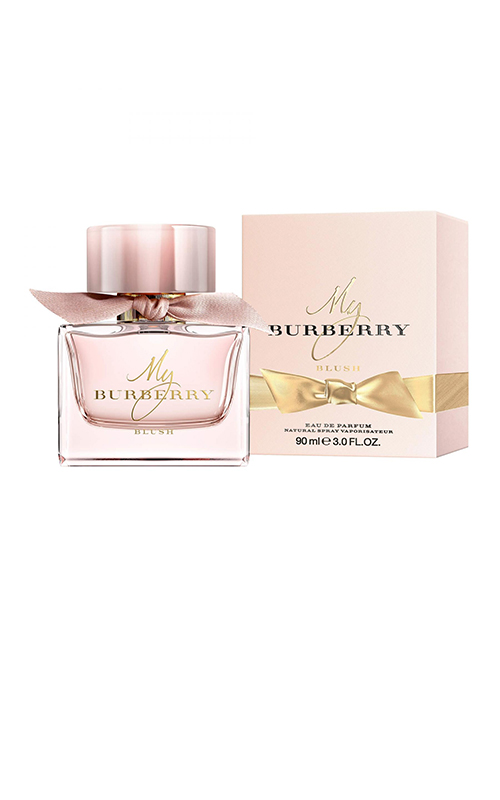 My
BURBERRY
BLUSH
My
BURBERRY
BLUSH
EAU DE PARFUM
NATURAL SPRAY VAPORISATEUR
90 ml ℮ 3.0 FL.OZ.